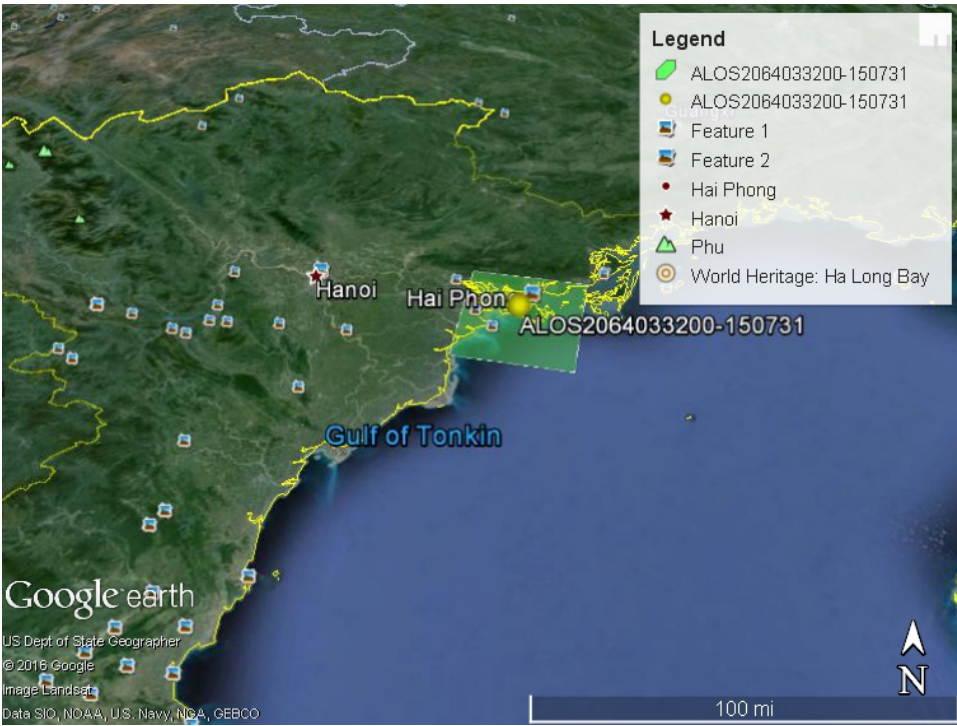 Legend
ALOS2064033200-150731
ALOS2064033200-150731
Guangxi
Feature 1
Feature 2
Hai Phong
Hanoi
Phu
World Heritage: Ha Long Bay
Hanoi
Hai Phon
ALOS2064033200-150731
Gulf of Tonkin
Google earth
US Dept of State Geographer
© 2016 Google
Image Landsat
Data SIO, NOAA, U.S. Navy, NGA, GEBCO
N
100 mi